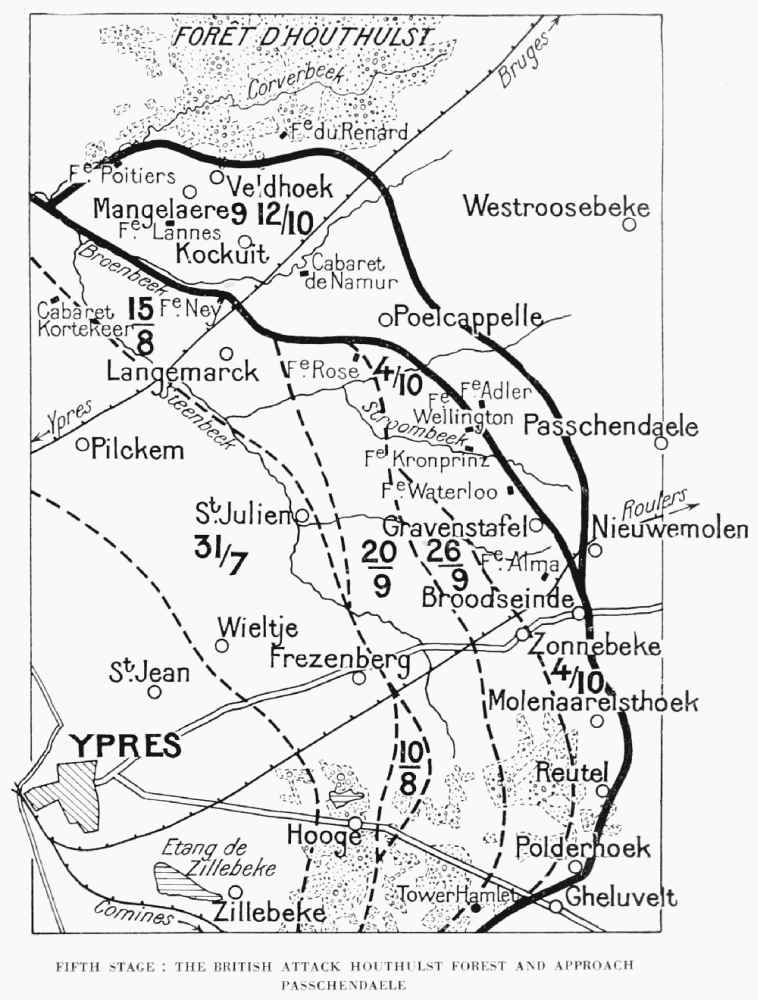 FORÊT D'HOUTHULST
Corverbeek
Bruges
Fe du Renard
Fe Poitiers
Veldhoek
Westroosebeke
Mangelaere
9 12/10
Fe Lannes
Kockuit
Broenbeek
Cabaret
de Namur
Cabaret
Kortekeer
15/8
Fe Ney
Poelcappelle
Langemarck
Fe Rose
4/10
Fe Adler
Fe
Wellington
Steenbeek
Stroombeek
Passchendaele
Ypres
Pilckem
Fe Kronprinz
Fe Waterloo
Roulers
St. Julien
Gravenstafel
Nieuwemolen
31/7
20/9
26/9
Fe. Alma
Broodseinde
Wieltje
Zonnebeke
Frezenberg
St. Jean
4/10
Molenaarelsthoek
YPRES
10/8
Reutel
Hooge
Polderhoek
Etang de
Zillebeke
Tower Hamlet
Gheluvelt
Comines
Zillebeke
FIFTH STAGE : THE BRITISH ATTACK HOUTHULST FOREST AND APPROACH
PASSCHENDAELE